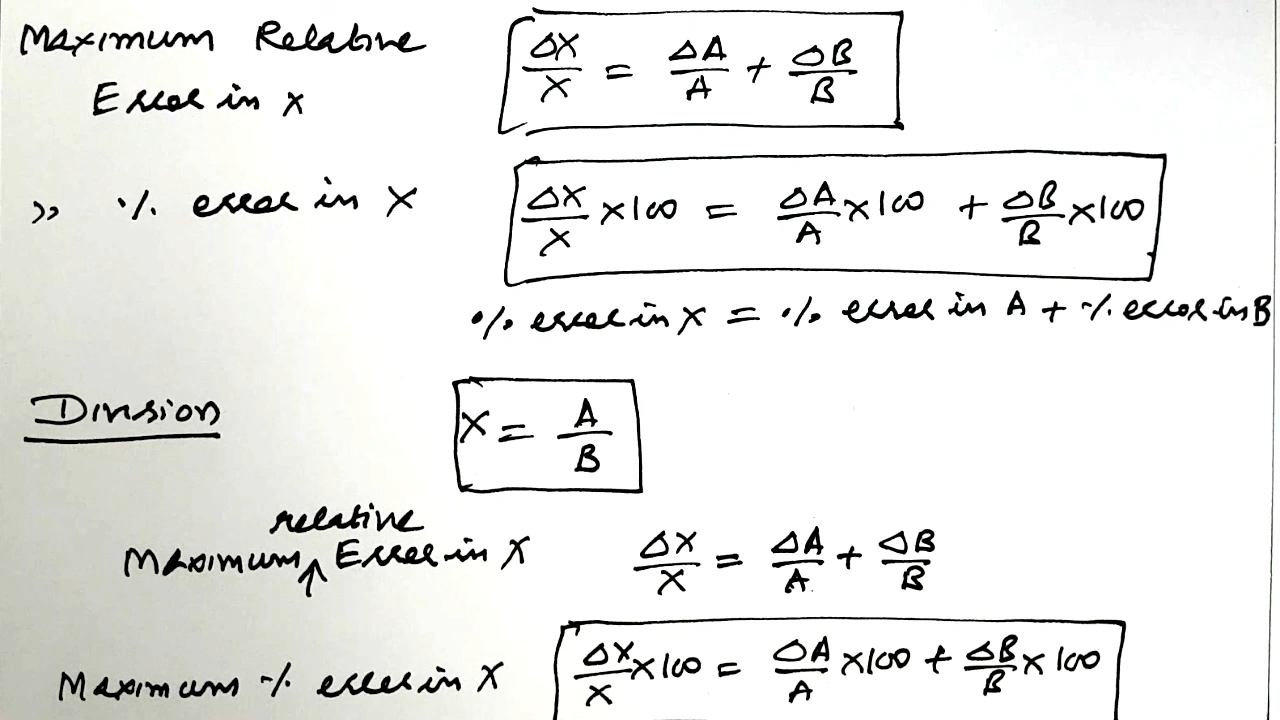 Maximum Relative Error in x
ΔX/X = ΔA/A + ΔB/B
,, % error in X
ΔX/X ×100 = ΔA/A ×100 + ΔB/B ×100
% error in X = % error in A + % error in B
Division
X = A/B
Maximum relative Error in X ΔX/X = ΔA/A + ΔB/B
Maximum % error in X ΔX/X ×100 = ΔA/A ×100 + ΔB/B ×100